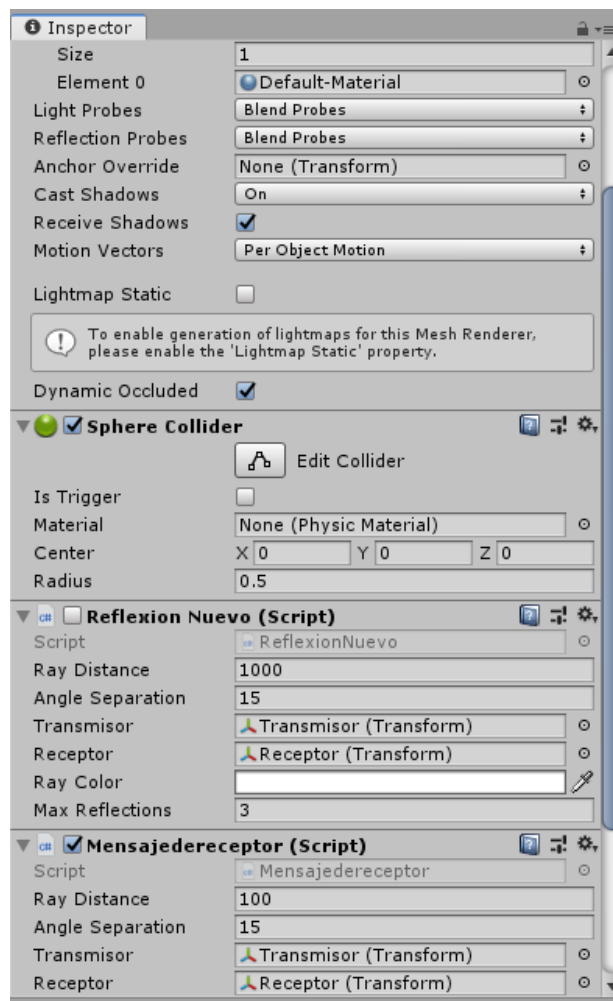 Inspector
Size 1
Element 0 Default-Material
Light Probes Blend Probes
Reflection Probes Blend Probes
Anchor Override None (Transform)
Cast Shadows On
Receive Shadows
Motion Vectors Per Object Motion
Lightmap Static
To enable generation of lightmaps for this Mesh Renderer,
please enable the 'Lightmap Static' property.
Dynamic Occluded
Sphere Collider
Edit Collider
Is Trigger
Material None (Physic Material)
Center X 0 Y 0 Z 0
Radius 0.5
C# Reflexion Nuevo (Script)
Script ReflexionNuevo
Ray Distance 1000
Angle Separation 15
Transmisor Transmisor (Transform)
Receptor Receptor (Transform)
Ray Color
Max Reflections 3
C# Mensajedereceptor (Script)
Script Mensajedereceptor
Ray Distance 100
Angle Separation 15
Transmisor Transmisor (Transform)
Receptor Receptor (Transform)